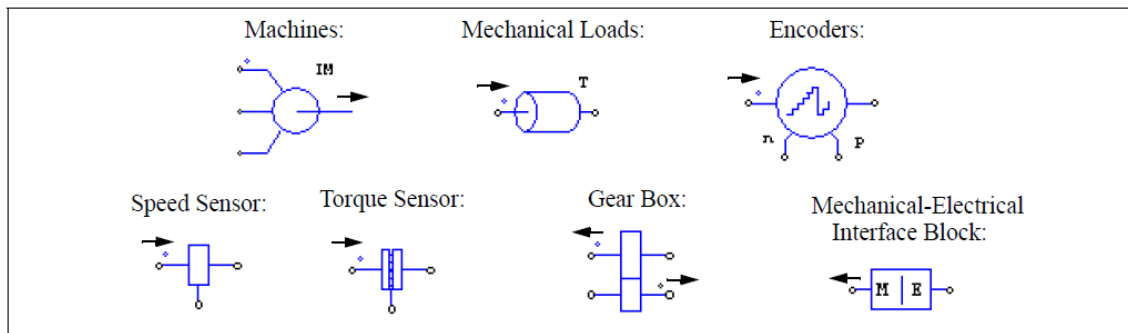 Machines: Mechanical Loads: Encoders:
IM
T
n P
Speed Sensor: Torque Sensor: Gear Box: Mechanical-Electrical
Interface Block:
M E